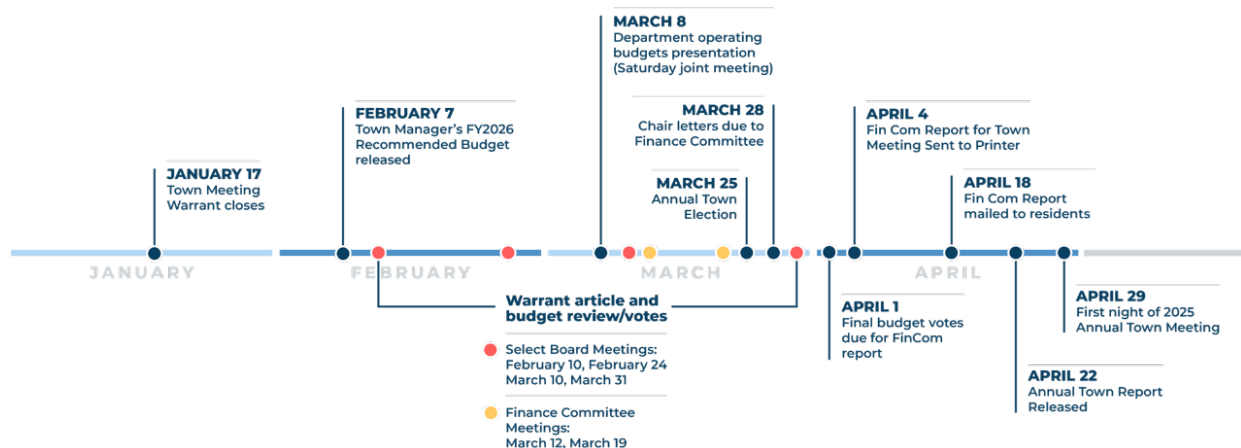 MARCH 8
Department operating
budgets presentation
(Saturday joint meeting)
FEBRUARY 7
Town Manager's FY2026
Recommended Budget
released
MARCH 28
Chair letters due to
Finance Committee
APRIL 4
Fin Com Report for Town
Meeting Sent to Printer
JANUARY 17
Town Meeting
Warrant closes
MARCH 25
Annual Town
Election
APRIL 18
Fin Com Report
mailed to residents
JANUARY
FEBRUARY
MARCH
APRIL
Warrant article and
budget review/votes
Select Board Meetings:
February 10, February 24
March 10, March 31
Finance Committee
Meetings:
March 12, March 19
APRIL 1
Final budget votes
due for FinCom
report
APRIL 29
First night of 2025
Annual Town Meeting
APRIL 22
Annual Town Report
Released